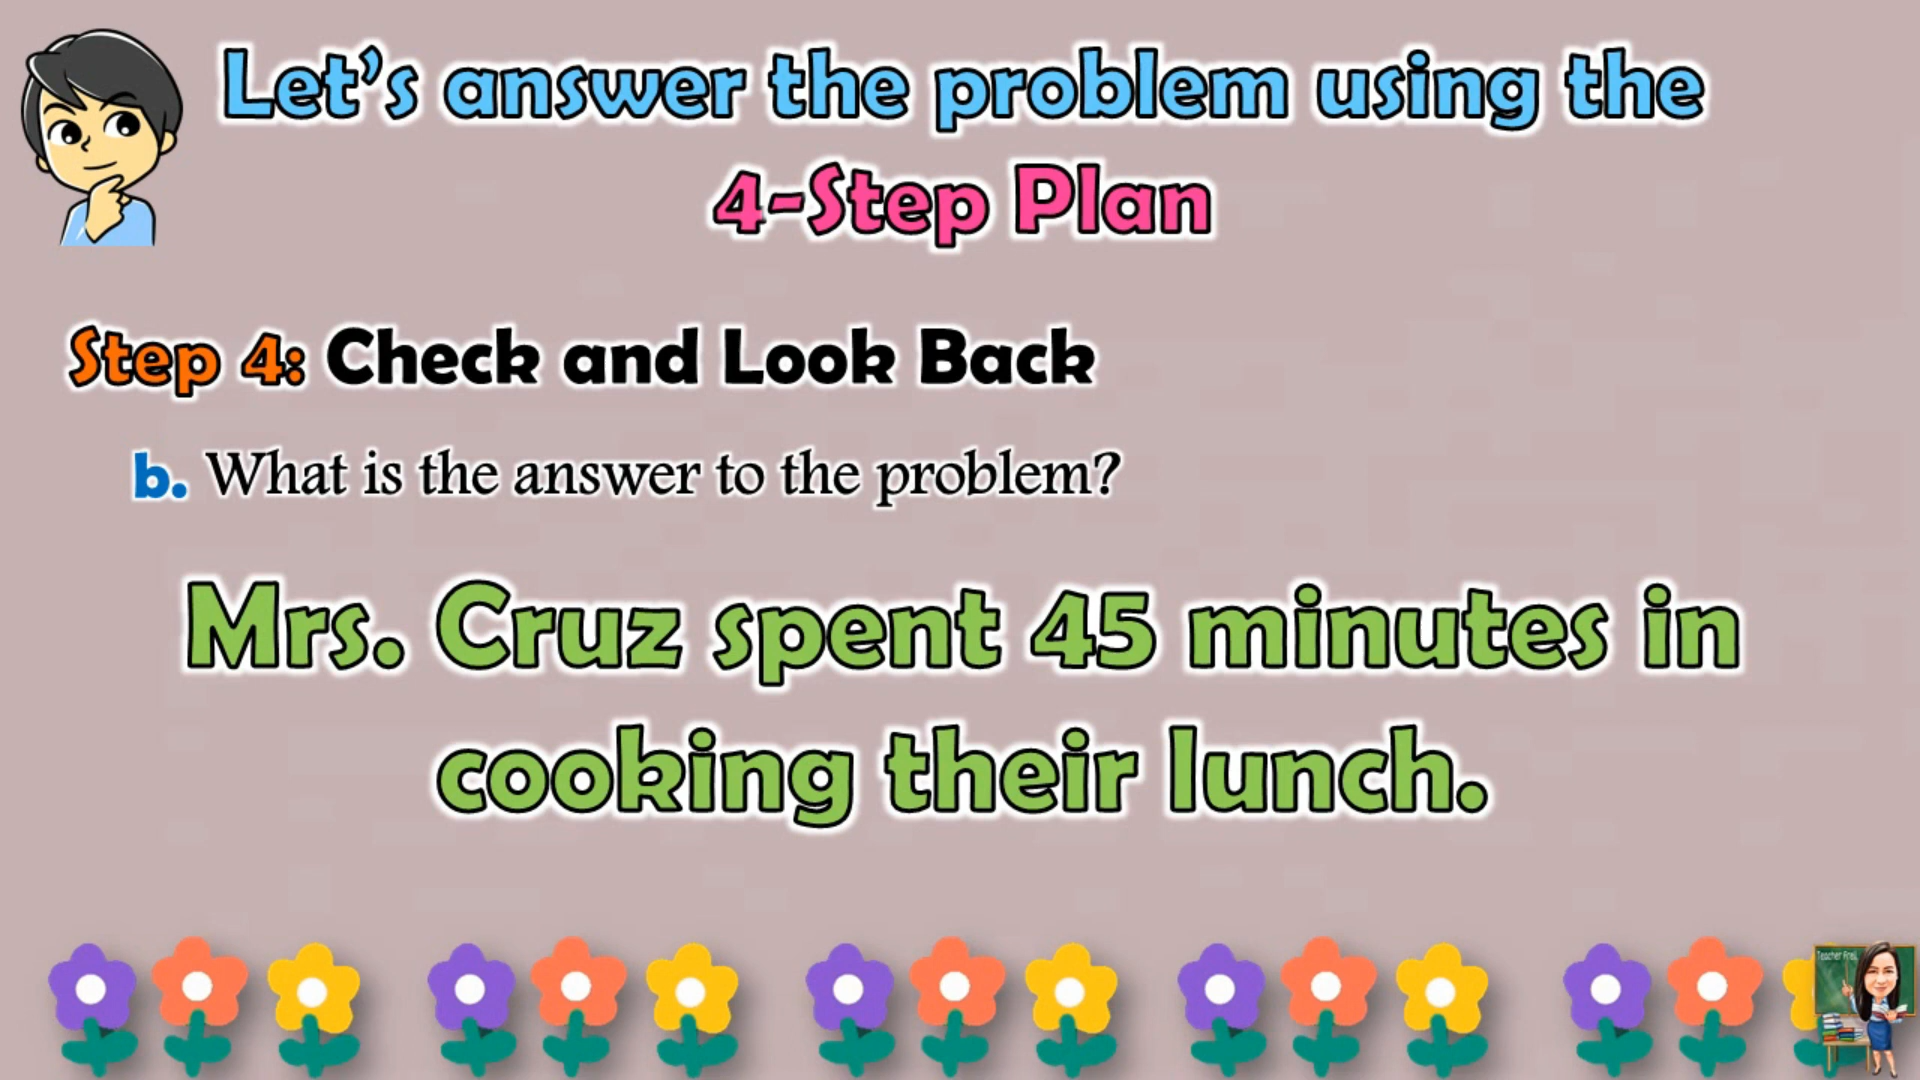 Let's answer the problem using the
4-Step Plan
Step 4: Check and Look Back
b. What is the answer to the problem?
Mrs. Cruz spent 45 minutes in
cooking their lunch.
Teacher